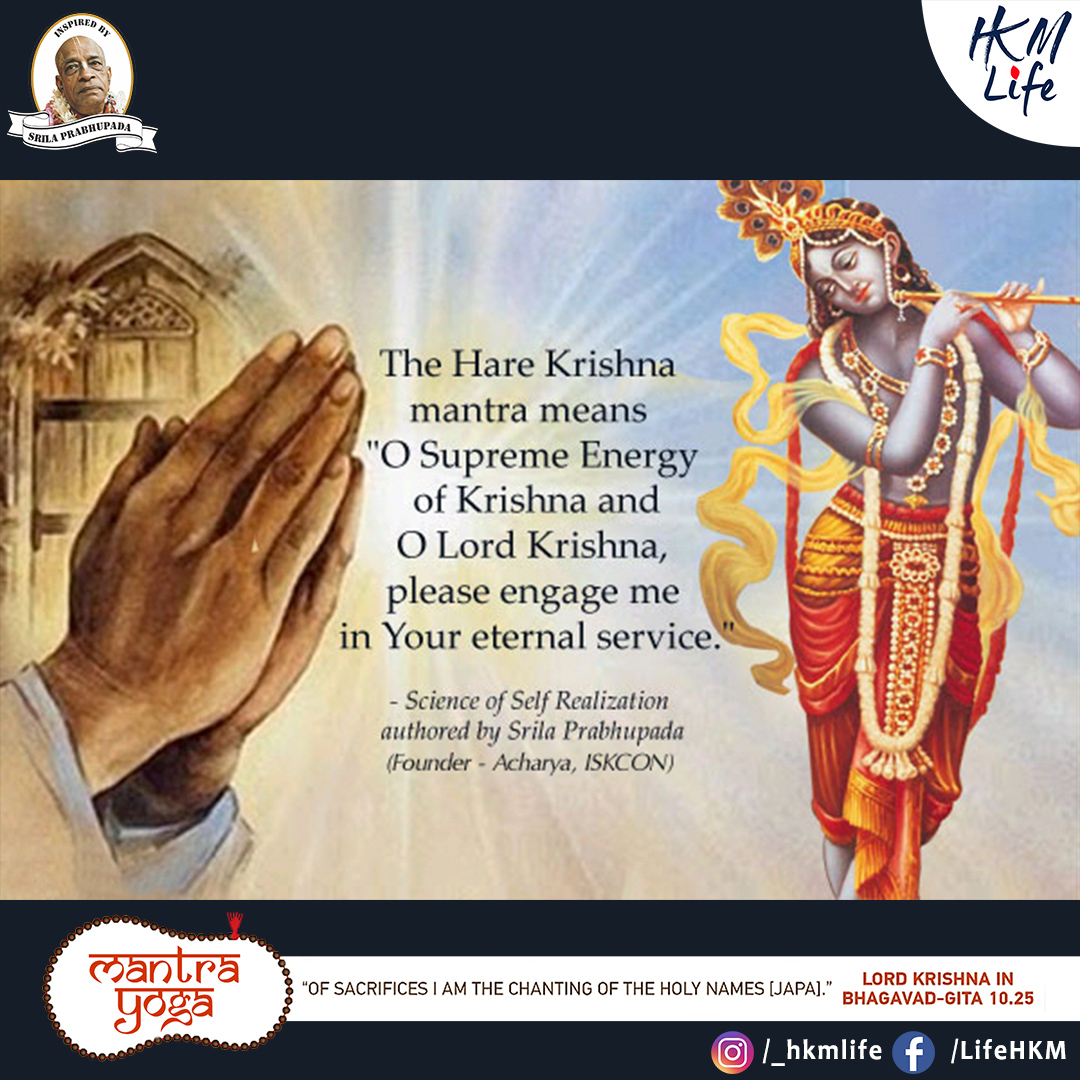 INSPIRED BY
SRILA PRABHUPADA
HKM
Life
The Hare Krishna
mantra means
"O Supreme Energy
of Krishna and
O Lord Krishna,
please engage me
in Your eternal service."
- Science of Self Realization
authored by Srila Prabhupada
(Founder - Acharya, ISKCON)
mantra
yoga
“OF SACRIFICES I AM THE CHANTING OF THE HOLY NAMES [JAPA].”
LORD KRISHNA IN
BHAGAVAD-GITA 10.25
/_hkmlife
/LifeHKM